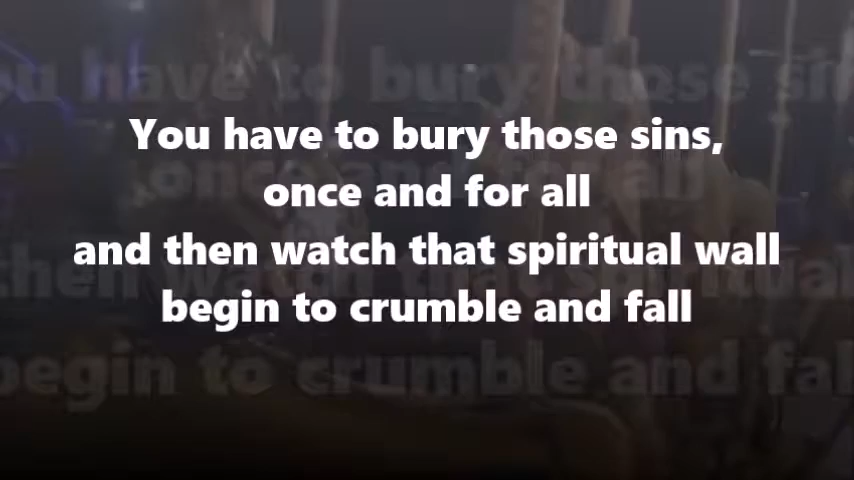 You have to bury those sins,
once and for all
and then watch that spiritual wall
begin to crumble and fall